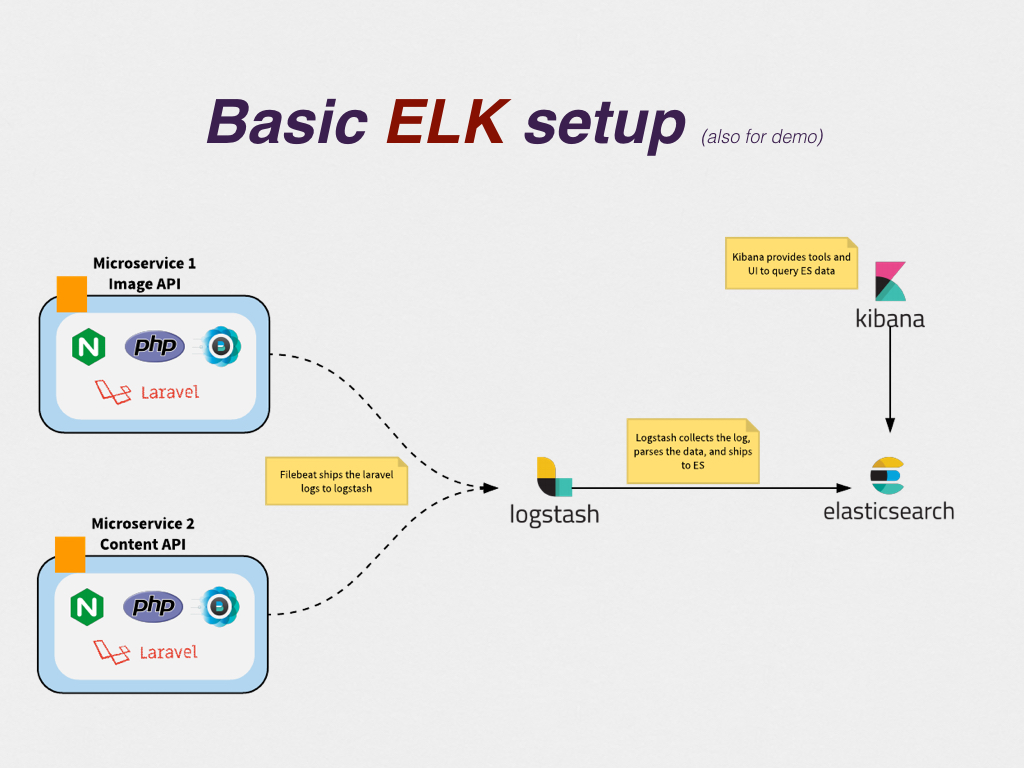 Basic ELK setup (also for demo)
Microservice 1
Image API
N
php
B
Laravel
Filebeat ships the laravel
logs to logstash
Microservice 2
Content API
N
php
B
Laravel
logstash
Logstash collects the log,
parses the data, and ships
to ES
Kibana provides tools and
UI to query ES data
kibana
elasticsearch